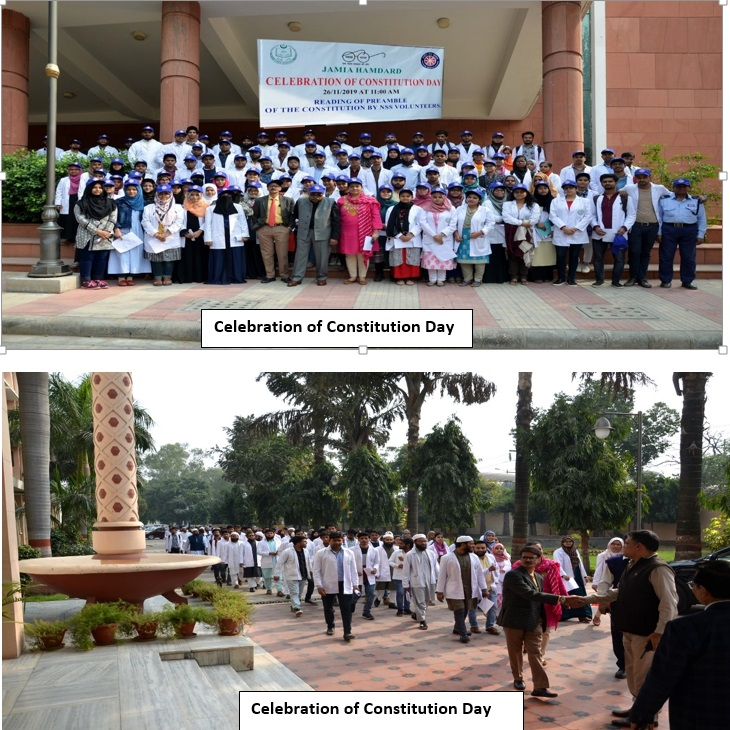 JAMIA HAMDARD
CELEBRATION OF CONSTITUTION DAY
26/11/2019 AT 11:00 AM
READING OF PREAMBLE
OF THE CONSTITUTION BY NSS VOLUNTEERS.
Celebration of Constitution Day
Celebration of Constitution Day